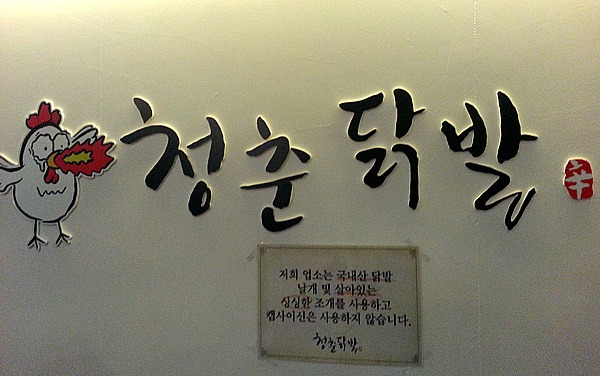 청춘 닭발
辛
저희 업소는 국내산 닭발
날개 및 살아있는
싱싱한 조개를 사용하고
캡사이신은 사용하지 않습니다.
청춘닭발